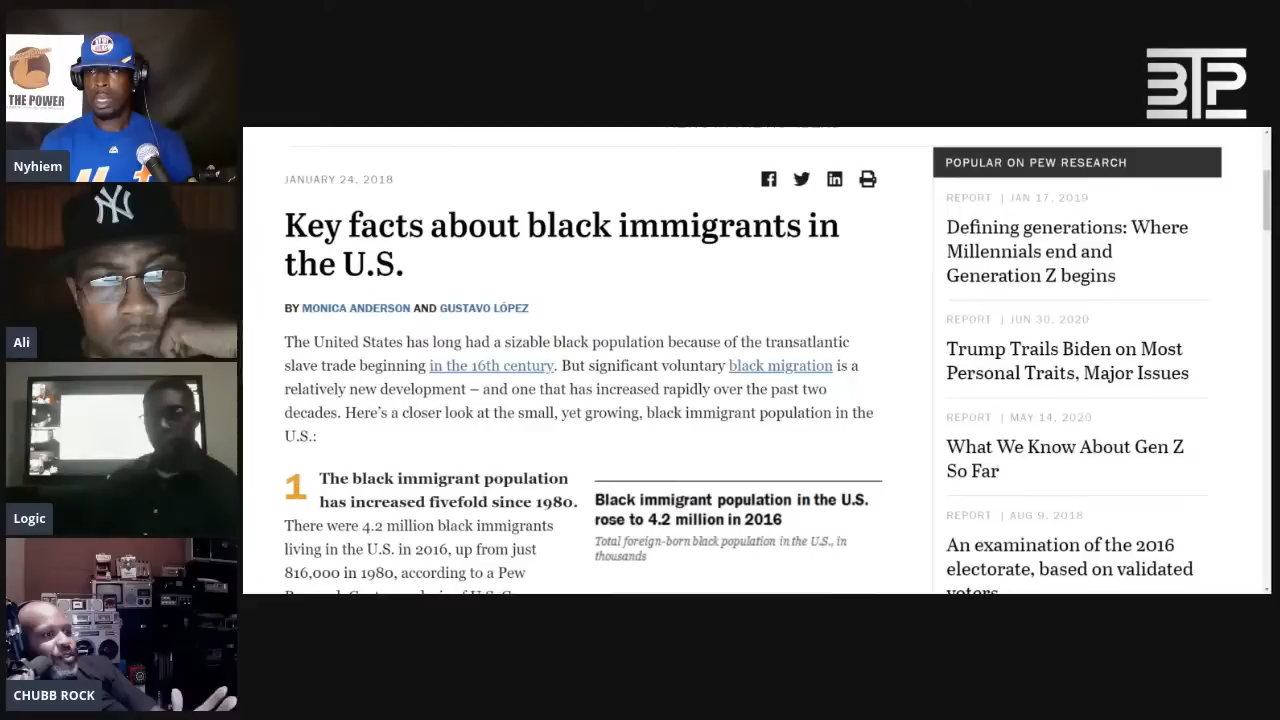 THE POWER
Nyhiem
Ali
Logic
CHUBB ROCK
BTP
JANUARY 24, 2018
Key facts about black immigrants in
the U.S.
BY MONICA ANDERSON AND GUSTAVO LÓPEZ
The United States has long had a sizable black population because of the transatlantic
slave trade beginning in the 16th century. But significant voluntary black migration is a
relatively new development – and one that has increased rapidly over the past two
decades. Here's a closer look at the small, yet growing, black immigrant population in the
U.S.:
1 The black immigrant population
has increased fivefold since 1980.
There were 4.2 million black immigrants
living in the U.S. in 2016, up from just
816,000 in 1980, according to a Pew
Black immigrant population in the U.S.
rose to 4.2 million in 2016
Total foreign-born black population in the U.S., in
thousands
POPULAR ON PEW RESEARCH
REPORT | JAN 17, 2019
Defining generations: Where
Millennials end and
Generation Z begins
REPORT | JUN 30, 2020
Trump Trails Biden on Most
Personal Traits, Major Issues
REPORT | MAY 14, 2020
What We Know About Gen Z
So Far
REPORT | AUG 9, 2018
An examination of the 2016
electorate, based on validated
voters